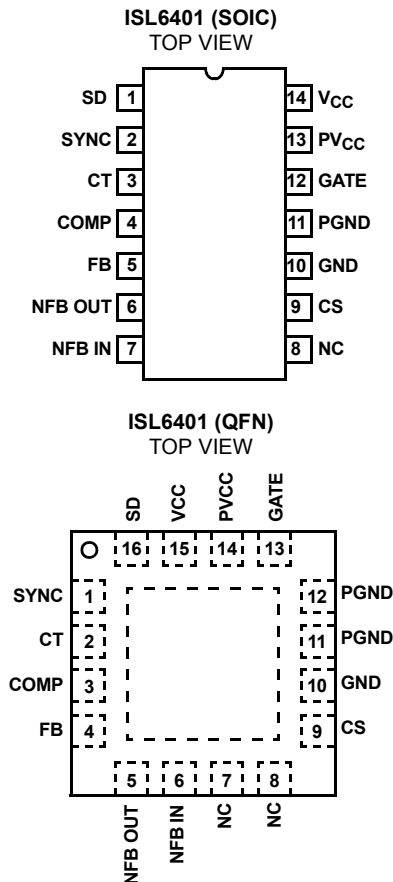 ISL6401 (SOIC)
TOP VIEW
SD 1 14 VCC
SYNC 2 13 PVCC
CT 3 12 GATE
COMP 4 11 PGND
FB 5 10 GND
NFB OUT 6 9 CS
NFB IN 7 8 NC
ISL6401 (QFN)
TOP VIEW
SD VCC PVCC GATE
16 15 14 13
SYNC 1 12 PGND
CT 2 11 PGND
COMP 3 10 GND
FB 4 9 CS
5 6 7 8
NFB OUT NFB IN NC NC